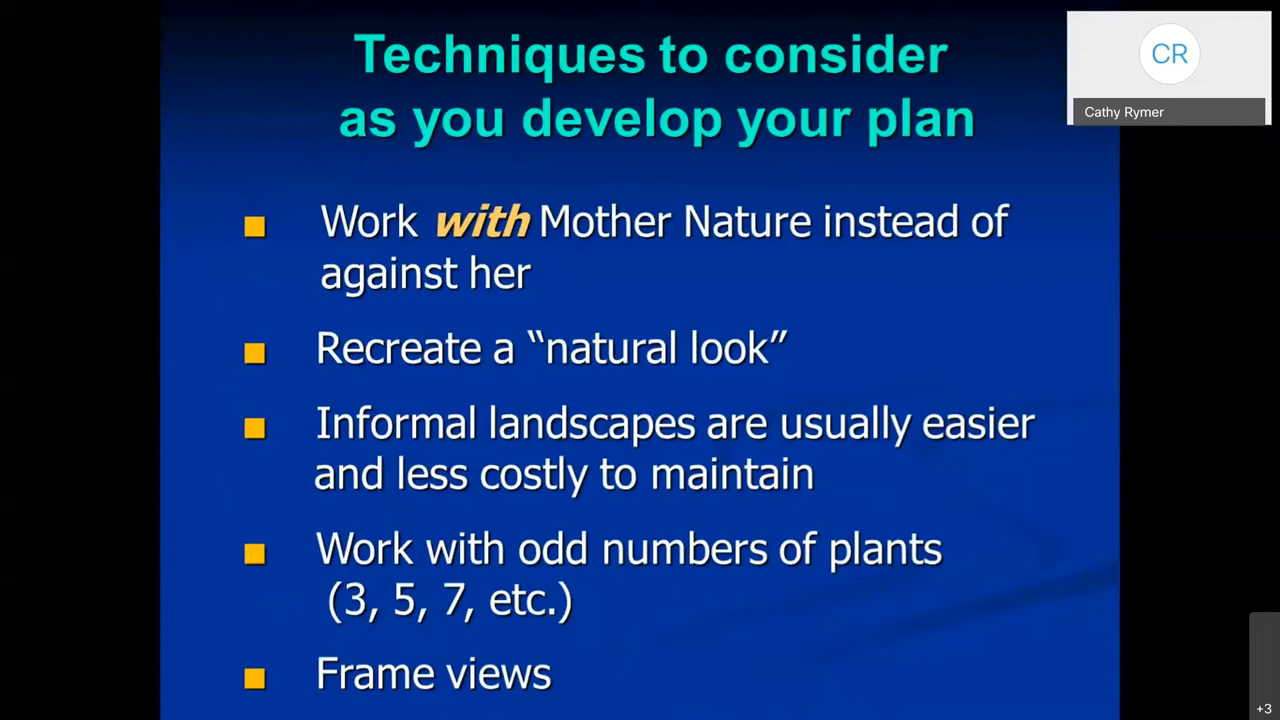 Techniques to consider
as you develop your plan
CR
Cathy Rymer
Work with Mother Nature instead of
against her
Recreate a “natural look”
Informal landscapes are usually easier
and less costly to maintain
Work with odd numbers of plants
(3, 5, 7, etc.)
Frame views
+3